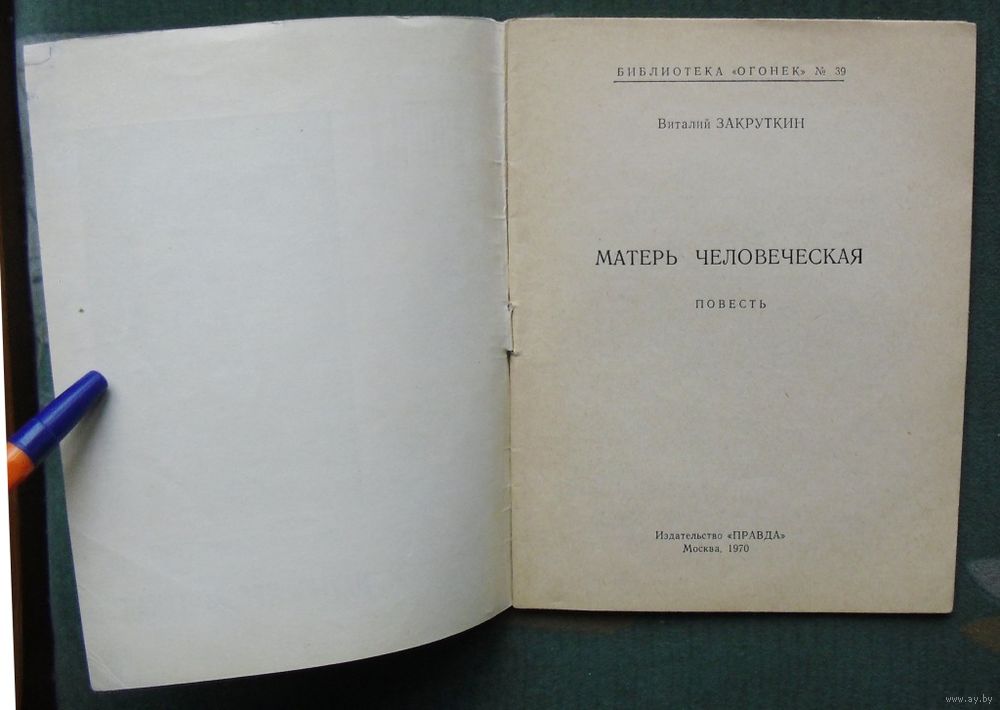 БИБЛИОТЕКА «ОГОНЕК» № 39
Виталий ЗАКРУТКИН
МАТЕРЬ ЧЕЛОВЕЧЕСКАЯ
ПОВЕСТЬ
Издательство «ПРАВДА»
Москва, 1970
www.ay.by